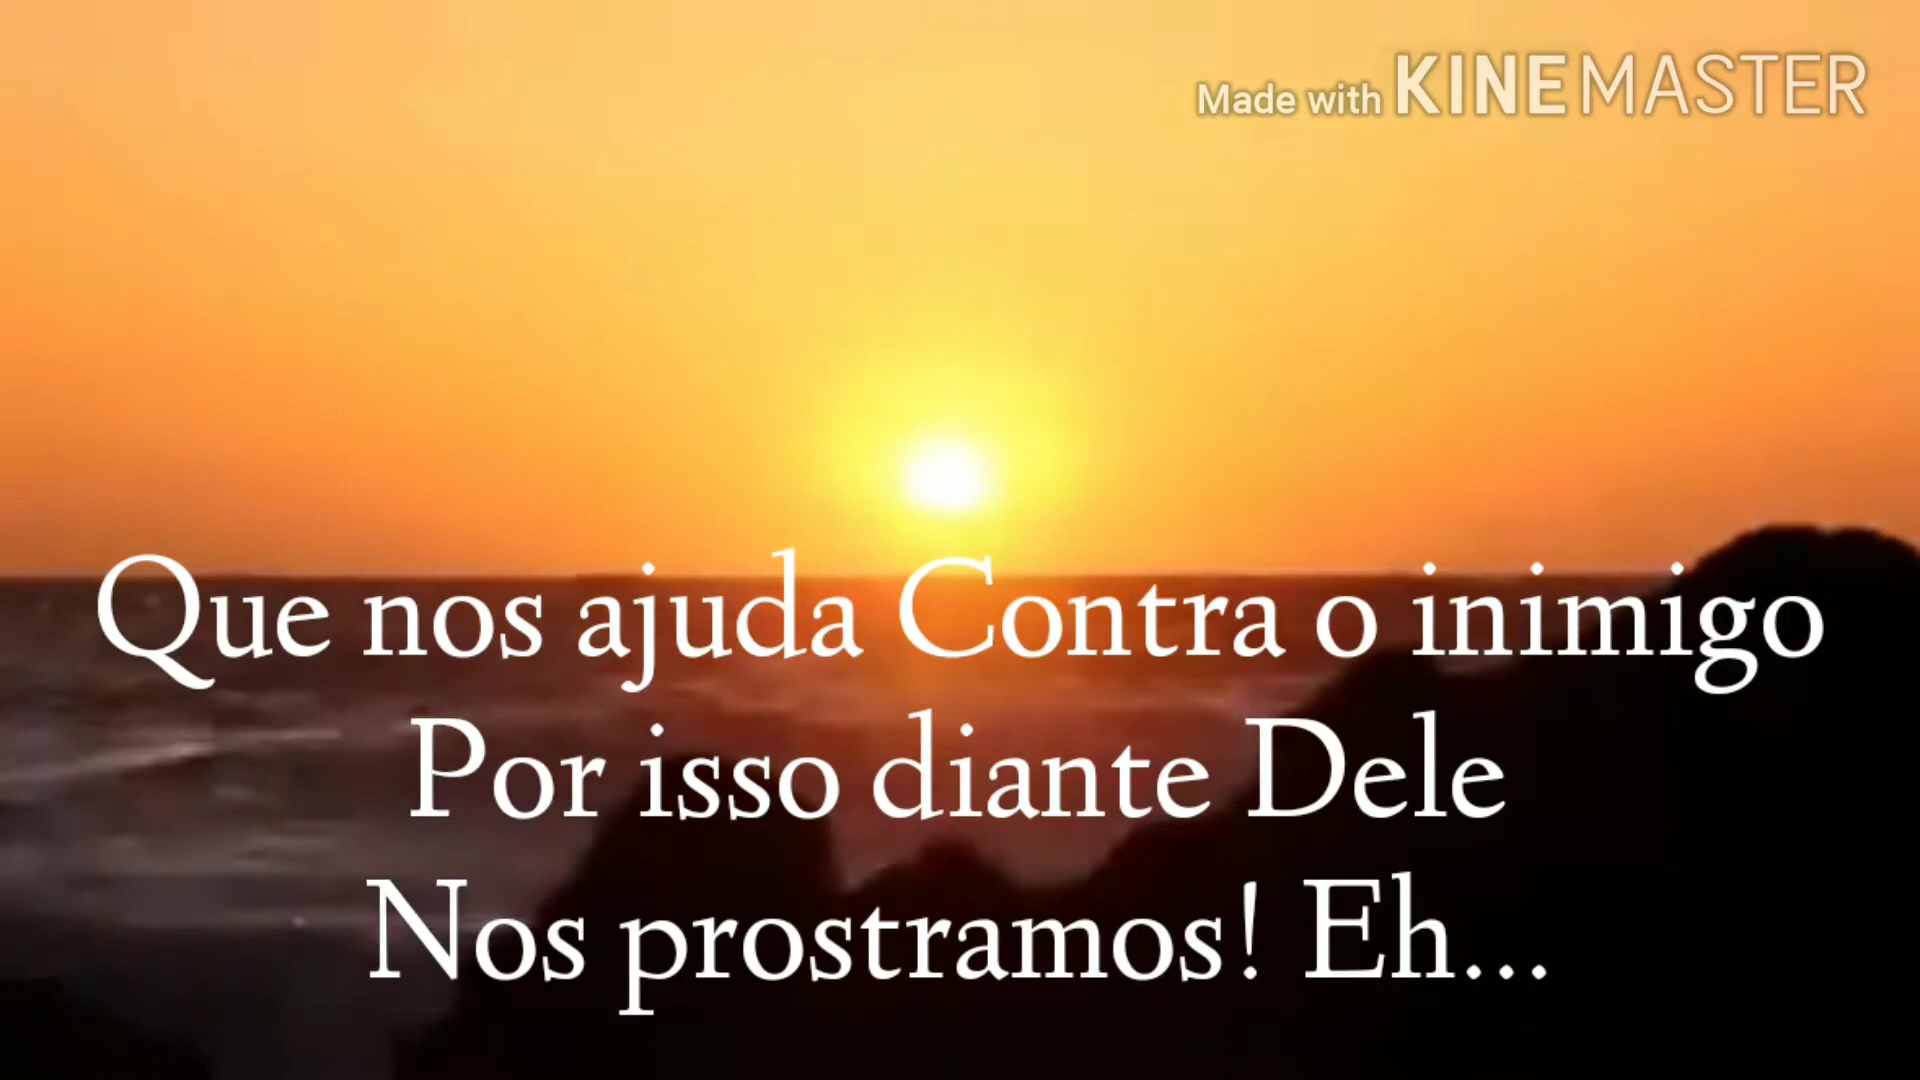 Made with KINEMASTER
Que nos ajuda Contra o inimigo
Por isso diante Dele
Nos prostramos! Eh...